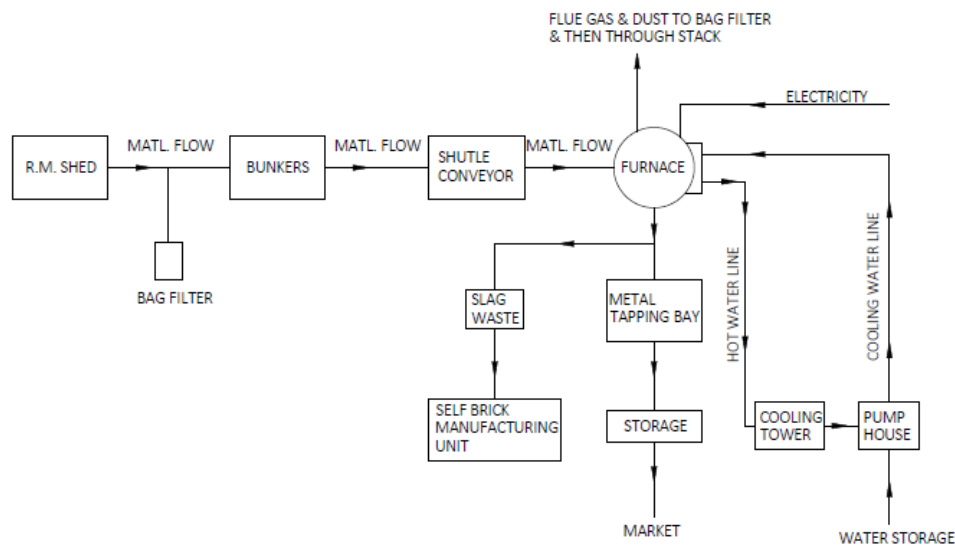 FLUE GAS & DUST TO BAG FILTER
& THEN THROUGH STACK
ELECTRICITY
MATL. FLOW
MATL. FLOW
MATL. FLOW
R.M. SHED
BUNKERS
SHUTLE
CONVEYOR
FURNACE
BAG FILTER
SLAG
WASTE
METAL
TAPPING BAY
HOT WATER LINE
COOLING WATER LINE
SELF BRICK
MANUFACTURING
UNIT
STORAGE
COOLING
TOWER
PUMP
HOUSE
MARKET
WATER STORAGE